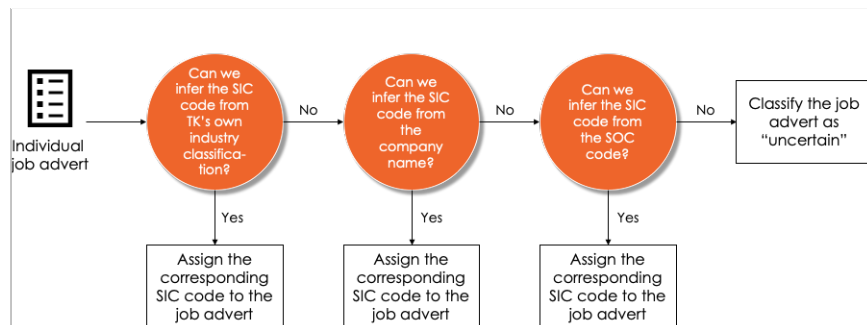 Individual
job advert
Can we
infer the SIC
code from
TK's own
industry
classifica-
tion?
No
Can we
infer the SIC
code from
the
company
name?
No
Can we
infer the SIC
code from
the SOC
code?
No
Classify the job
advert as
“uncertain”
Yes
Yes
Yes
Assign the
corresponding
SIC code to the
job advert
Assign the
corresponding
SIC code to the
job advert
Assign the
corresponding
SIC code to the
job advert